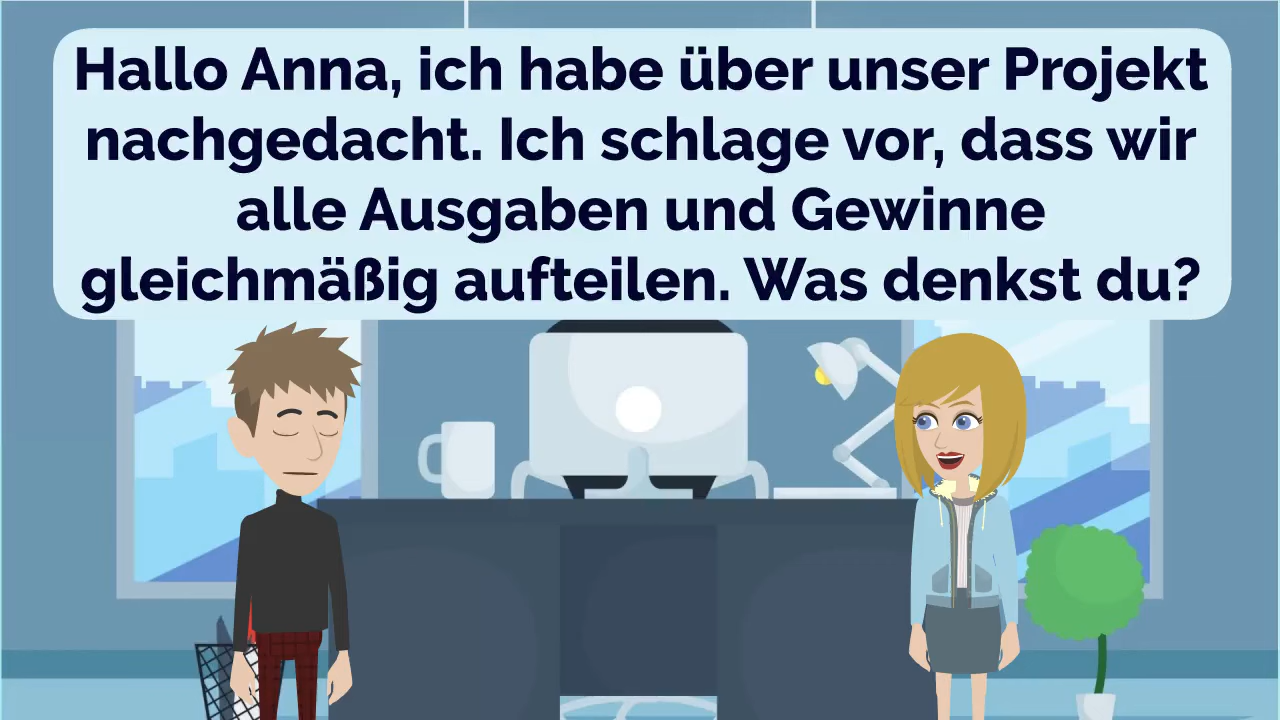 Hallo Anna, ich habe über unser Projekt
nachgedacht. Ich schlage vor, dass wir
alle Ausgaben und Gewinne
gleichmäßig aufteilen. Was denkst du?